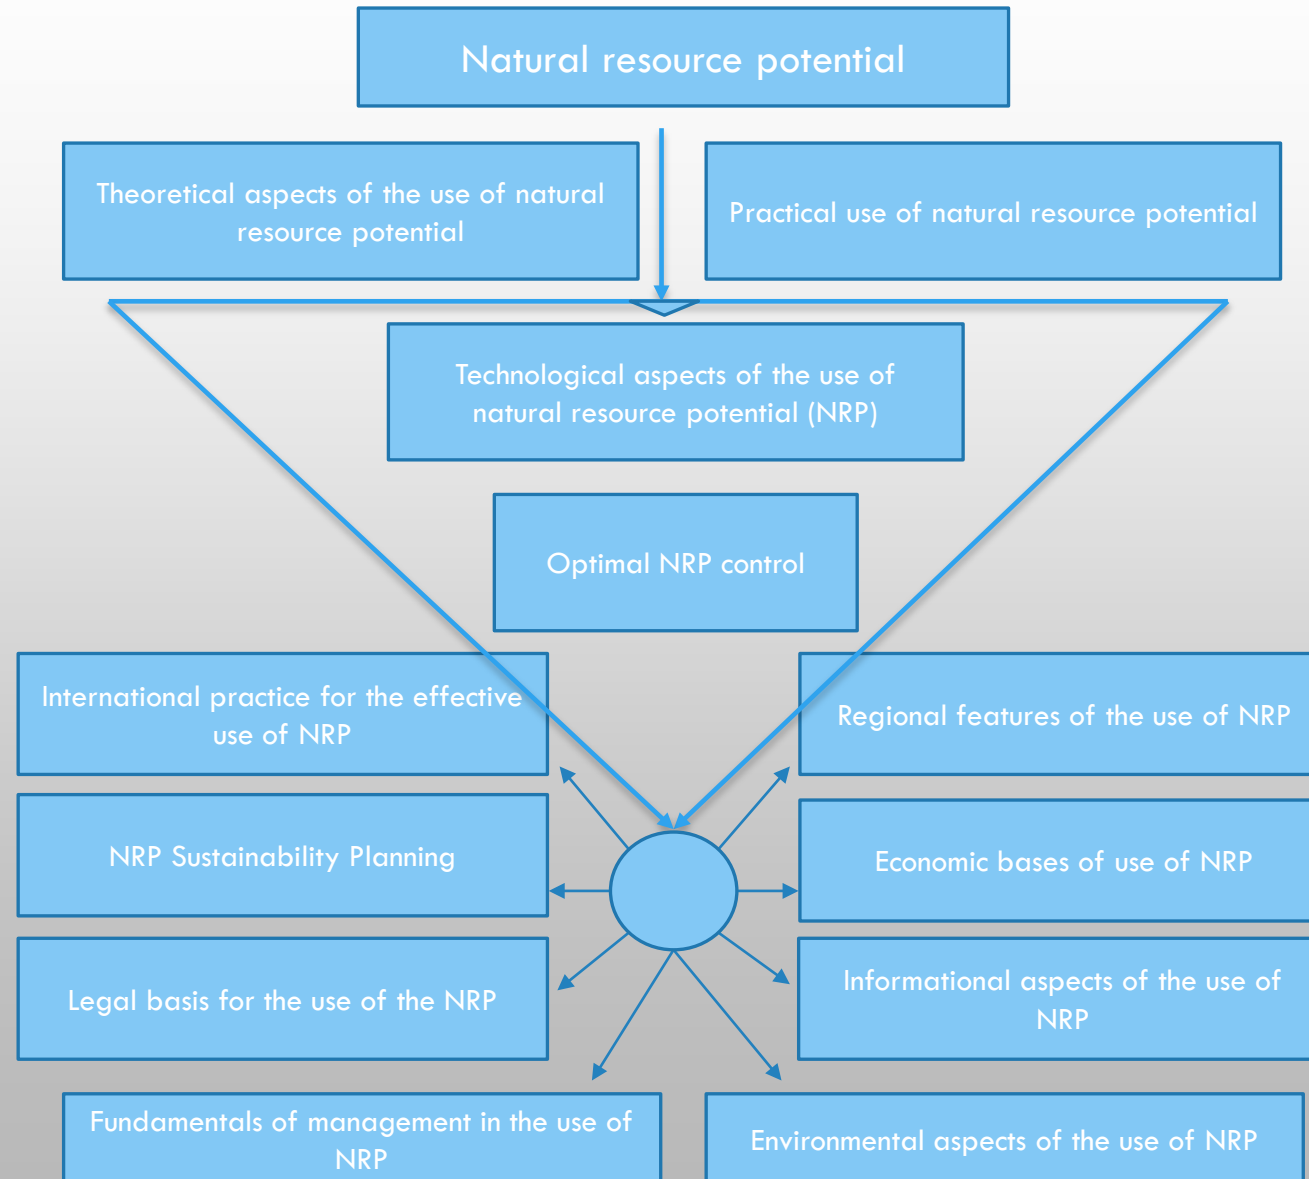 Natural resource potential
Theoretical aspects of the use of natural
resource potential
Practical use of natural resource potential
Technological aspects of the use of
natural resource potential (NRP)
Optimal NRP control
International practice for the effective
use of NRP
Regional features of the use of NRP
NRP Sustainability Planning
Economic bases of use of NRP
Legal basis for the use of the NRP
Informational aspects of the use of
NRP
Fundamentals of management in the use of
NRP
Environmental aspects of the use of NRP